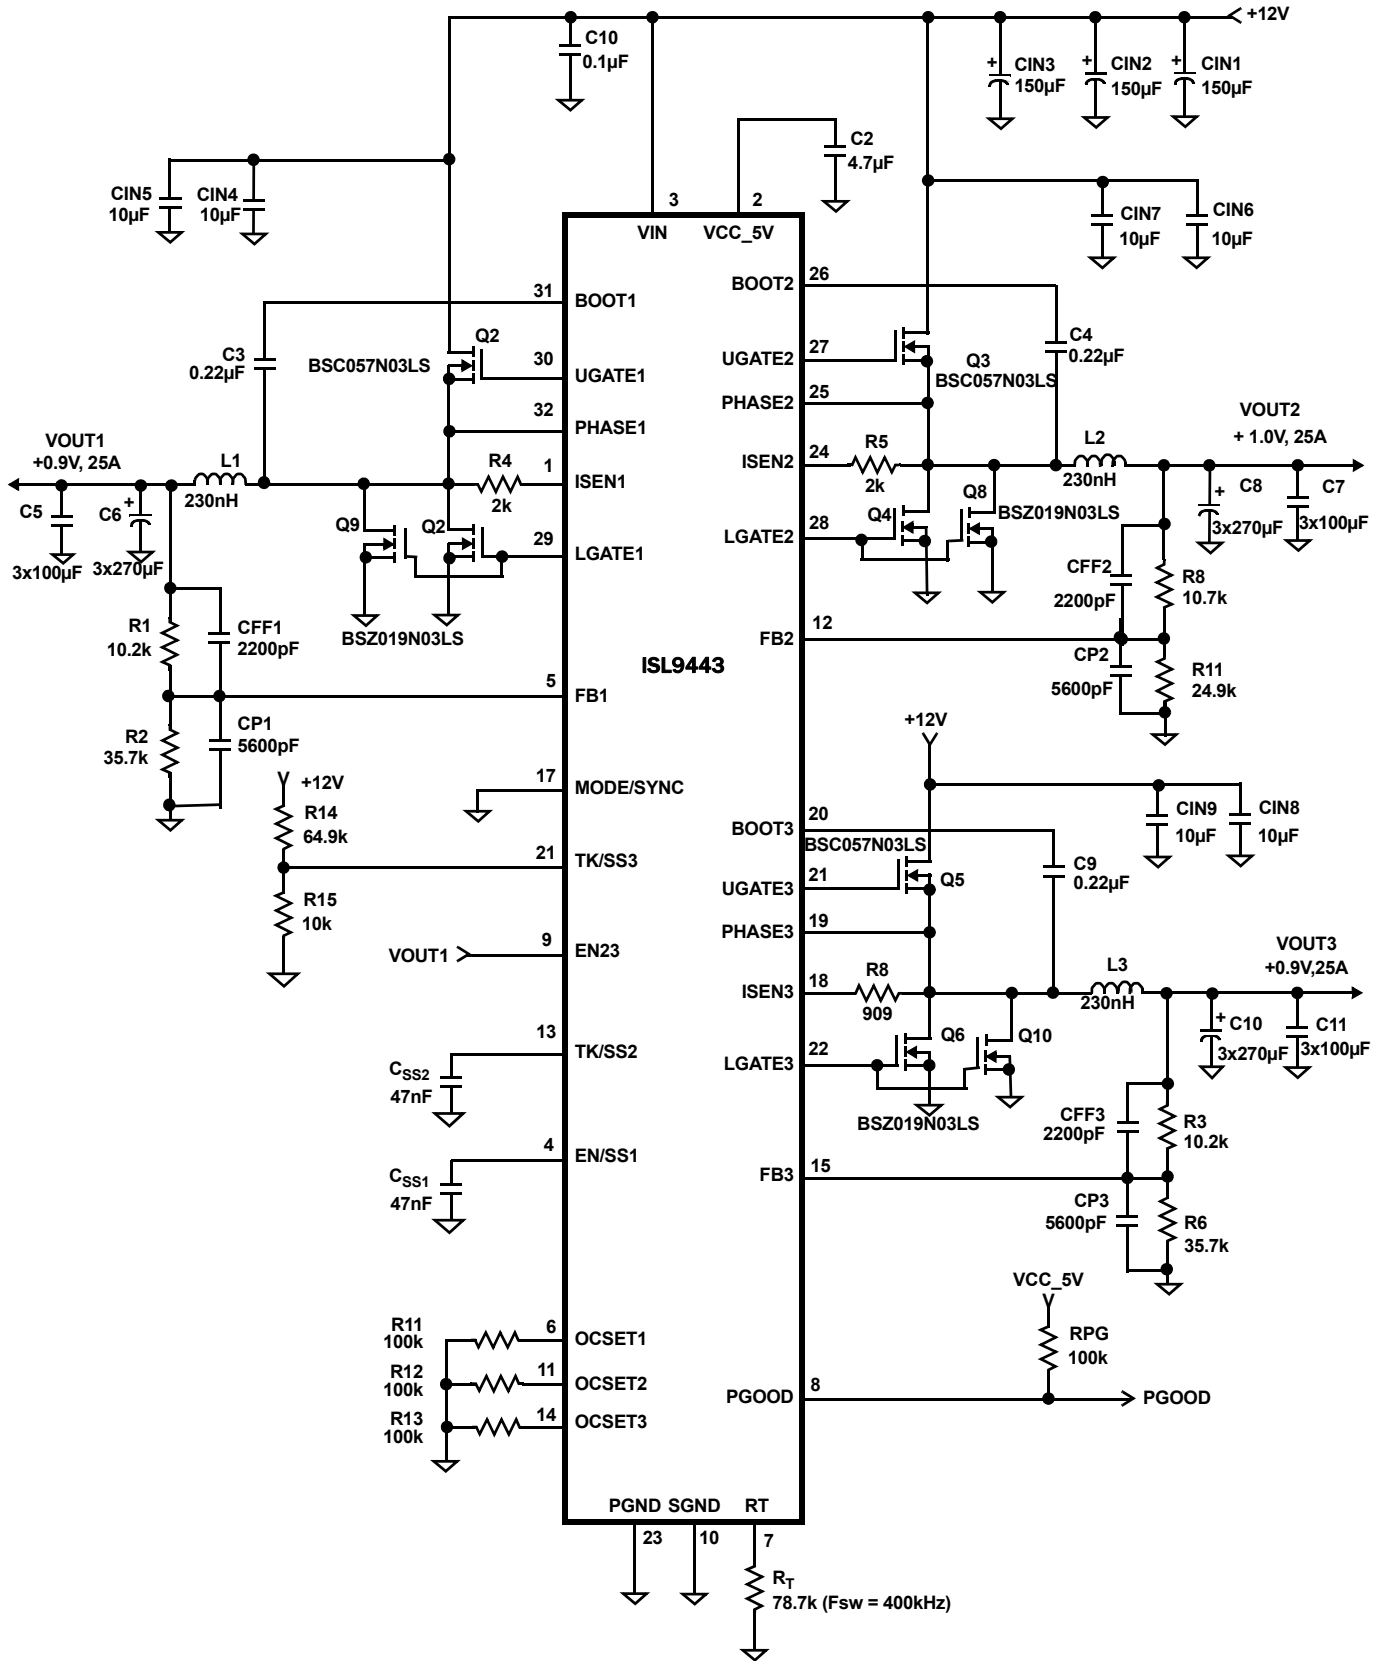 +12V
C10
0.1µF
CIN3
150µF
CIN2
150µF
CIN1
150µF
C2
4.7µF
CIN5
10µF
CIN4
10µF
3
2
CIN7
10µF
CIN6
10µF
VIN
VCC_5V
31
BOOT1
BOOT2
26
C3
0.22µF
BSC057N03LS
Q2
30
UGATE1
UGATE2
27
Q3
BSC057N03LS
C4
0.22µF
32
PHASE1
PHASE2
25
VOUT1
+0.9V, 25A
L1
230nH
R4
2k
1
ISEN1
ISEN2
24
R5
2k
L2
230nH
VOUT2
+ 1.0V, 25A
C5
3x100µF
C6
+
3x270µF
Q9
Q2
29
LGATE1
LGATE2
28
Q4
Q8
BSZ019N03LS
+
C8
3x270µF
C7
3x100µF
BSZ019N03LS
R1
10.2k
CFF1
2200pF
CFF2
2200pF
R8
10.7k
ISL9443
FB2
12
CP2
5600pF
R11
24.9k
5
FB1
R2
35.7k
CP1
5600pF
+12V
+12V
17
MODE/SYNC
R14
64.9k
BOOT3
20
BSC057N03LS
CIN9
10µF
CIN8
10µF
21
TK/SS3
UGATE3
21
Q5
C9
0.22µF
R15
10k
PHASE3
19
VOUT1
9
EN23
ISEN3
18
R8
909
L3
230nH
VOUT3
+0.9V,25A
13
TK/SS2
CSS2
47nF
LGATE3
22
Q6
Q10
BSZ019N03LS
+
C10
3x270µF
C11
3x100µF
CFF3
2200pF
R3
10.2k
4
EN/SS1
CSS1
47nF
FB3
15
CP3
5600pF
R6
35.7k
VCC_5V
RPG
100k
R11
100k
6
OCSET1
R12
100k
11
OCSET2
R13
100k
14
OCSET3
PGOOD
8
PGOOD
PGND
SGND
RT
23
10
7
RT
78.7k (Fsw = 400kHz)